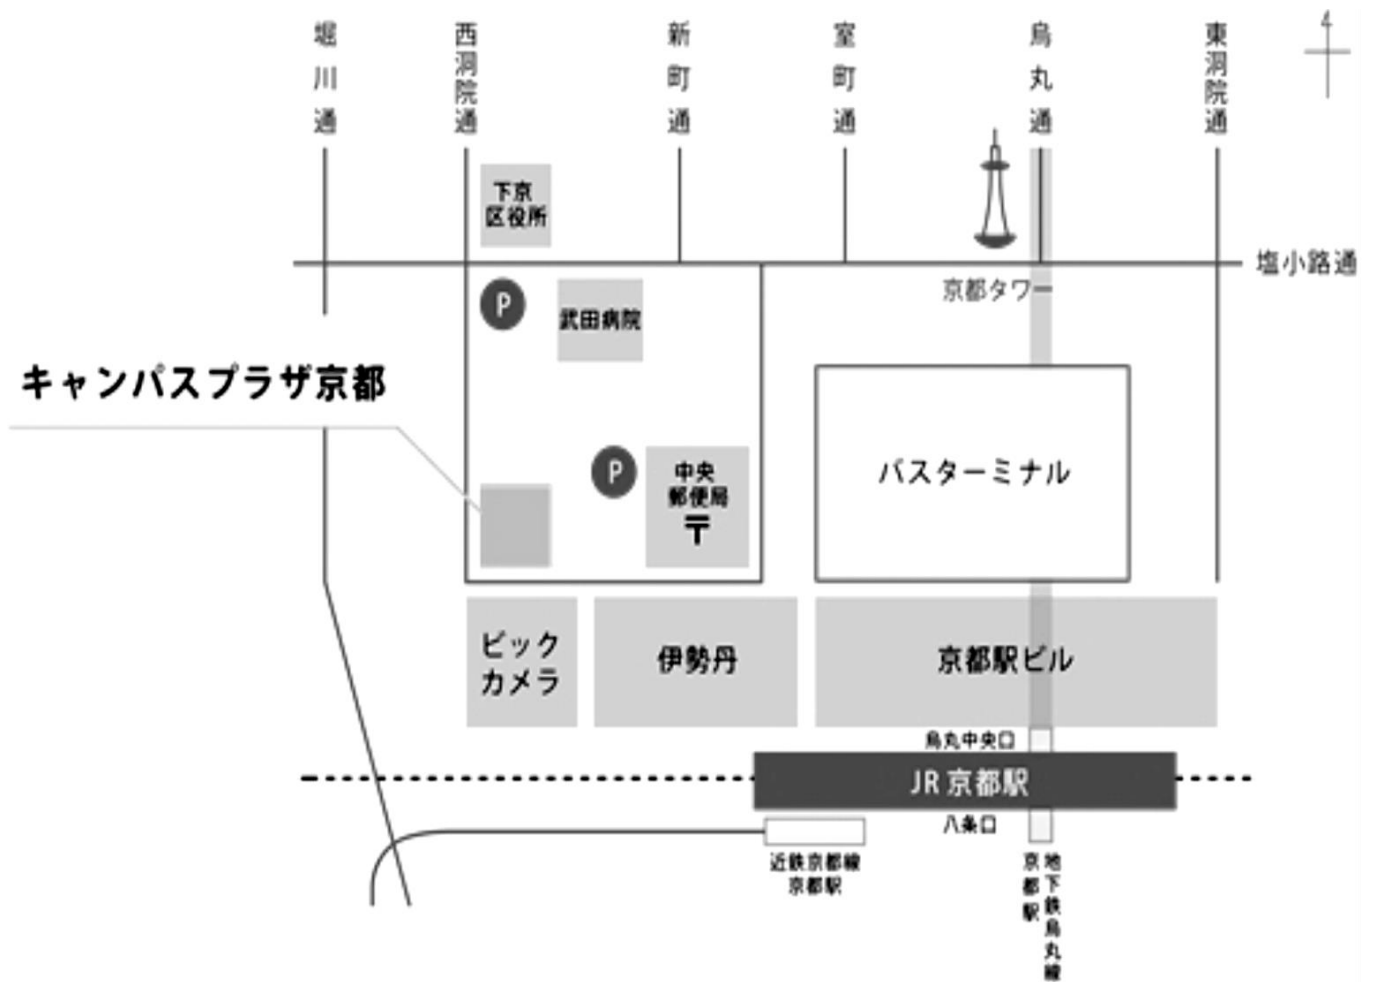 堀川通
西洞院通
新町通
室町通
烏丸通
東洞院通
4
下京
区役所
塩小路通
京都タワー
P
武田病院
キャンパスプラザ京都
P
中央
郵便局
〒
バスターミナル
ビック
カメラ
伊勢丹
京都駅ビル
烏丸中央口
JR 京都駅
八条口
近鉄京都線
京都駅
地下鉄烏丸線
京都駅